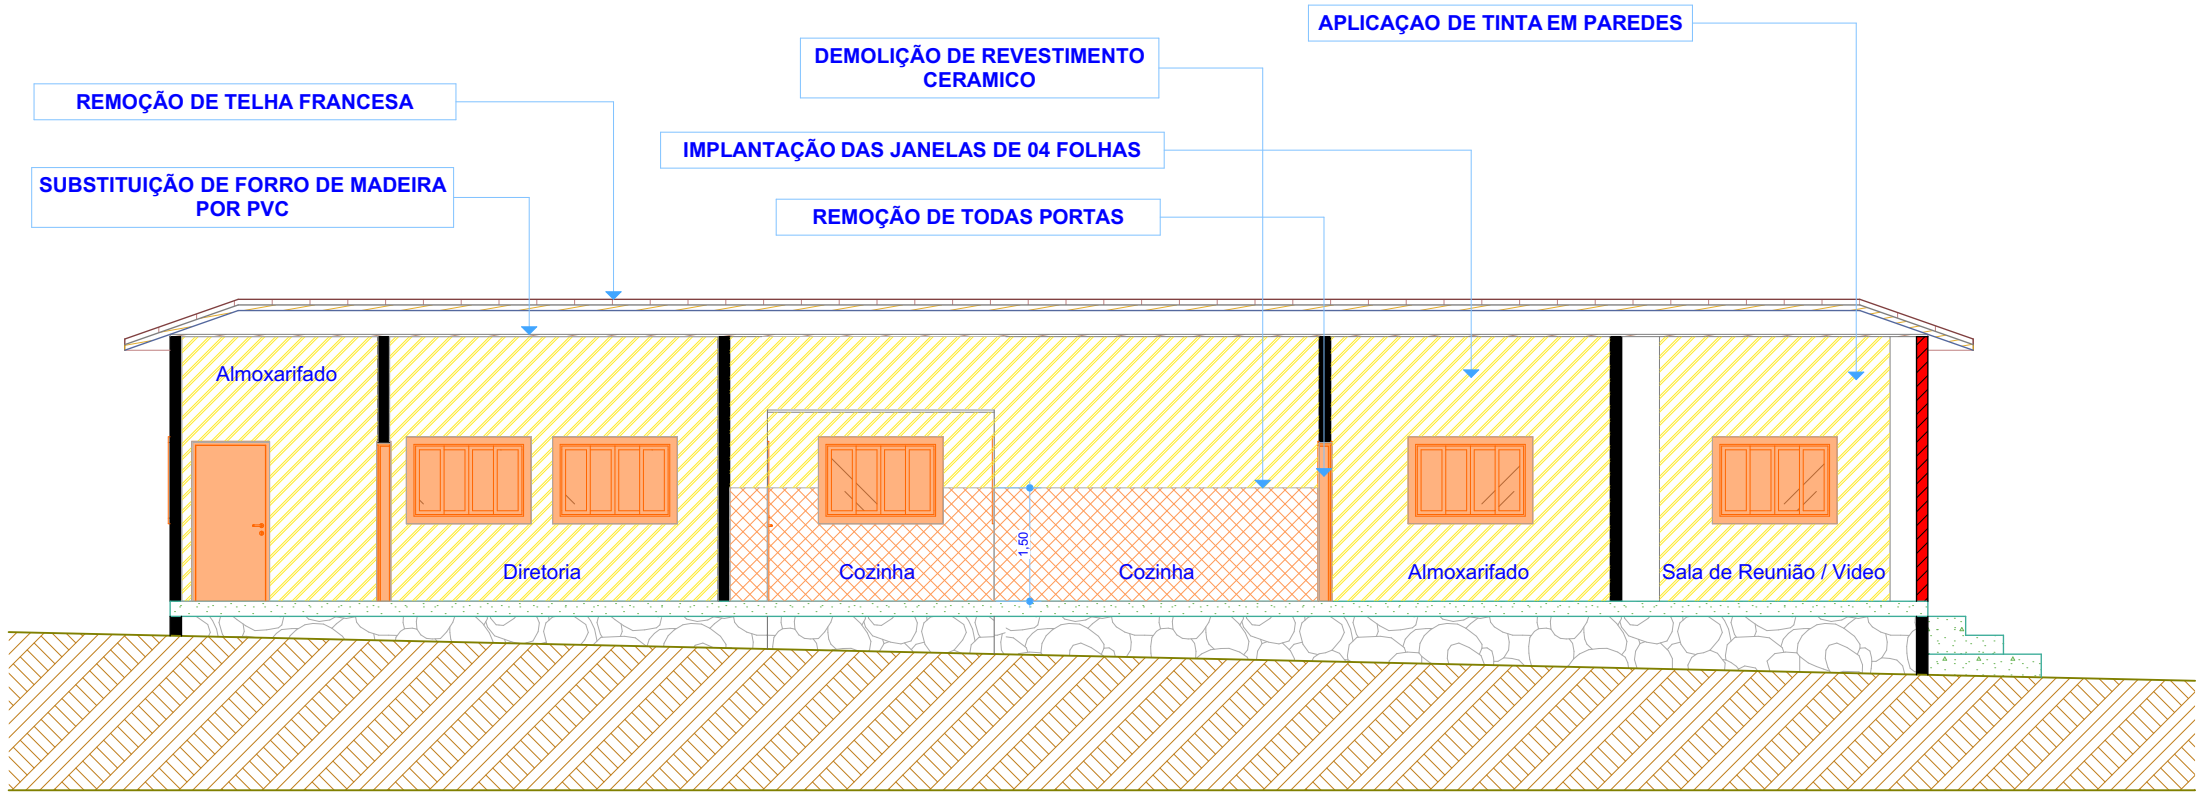 APLICAÇAO DE TINTA EM PAREDES
DEMOLIÇÃO DE REVESTIMENTO
CERAMICO
REMOÇÃO DE TELHA FRANCESA
IMPLANTAÇÃO DAS JANELAS DE 04 FOLHAS
SUBSTITUIÇÃO DE FORRO DE MADEIRA
POR PVC
REMOÇÃO DE TODAS PORTAS
Almoxarifado
1,50
Diretoria
Cozinha
Cozinha
Almoxarifado
Sala de Reunião / Video